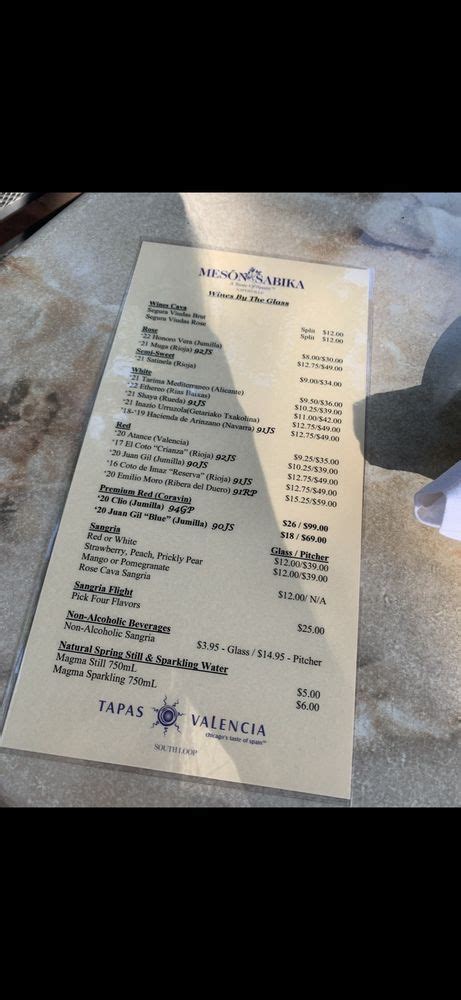 MESÓN SABIKA
A Taste Of Spain™
NAPERVILLE
Wines By The Glass
Wines Cava
Segura Viudas Brut Split $12.00
Segura Viudas Rose Split $12.00
Rose
'22 Honoro Vera (Jumilla) $8.00/$30.00
'21 Muga (Rioja) 92JS $12.75/$49.00
Semi-Sweet
'21 Satinela (Rioja) $9.00/$34.00
White
'21 Tarima Mediterraneo (Alicante) $9.50/$36.00
'22 Ethereo (Rias Baixas) $10.25/$39.00
'21 Shaya (Rueda) 91JS $11.00/$42.00
'21 Inazio Urruzola(Getariako Txakolina) $12.75/$49.00
'18-'19 Hacienda de Arinzano (Navarra) 91JS $12.75/$49.00
Red
'20 Atance (Valencia) $9.25/$35.00
'17 El Coto "Crianza" (Rioja) 92JS $10.25/$39.00
'20 Juan Gil (Jumilla) 90JS $12.75/$49.00
'16 Coto de Imaz "Reserva" (Rioja) 91JS $12.75/$49.00
'20 Emilio Moro (Ribera del Duero) 91RP $15.25/$59.00
Premium Red (Coravin)
'20 Clio (Jumilla) 94GP $26 / $99.00
'20 Juan Gil "Blue" (Jumilla) 90JS $18 / $69.00
Sangria Glass / Pitcher
Red or White $12.00/$39.00
Strawberry, Peach, Prickly Pear $12.00/$39.00
Mango or Pomegranate
Rose Cava Sangria $12.00/ N/A
Sangria Flight
Pick Four Flavors $25.00
Non-Alcoholic Beverages
Non-Alcoholic Sangria $3.95 - Glass / $14.95 - Pitcher
Natural Spring Still & Sparkling Water
Magma Still 750mL $5.00
Magma Sparkling 750mL $6.00
TAPAS VALENCIA
chicago's taste of spain™
SOUTH LOOP